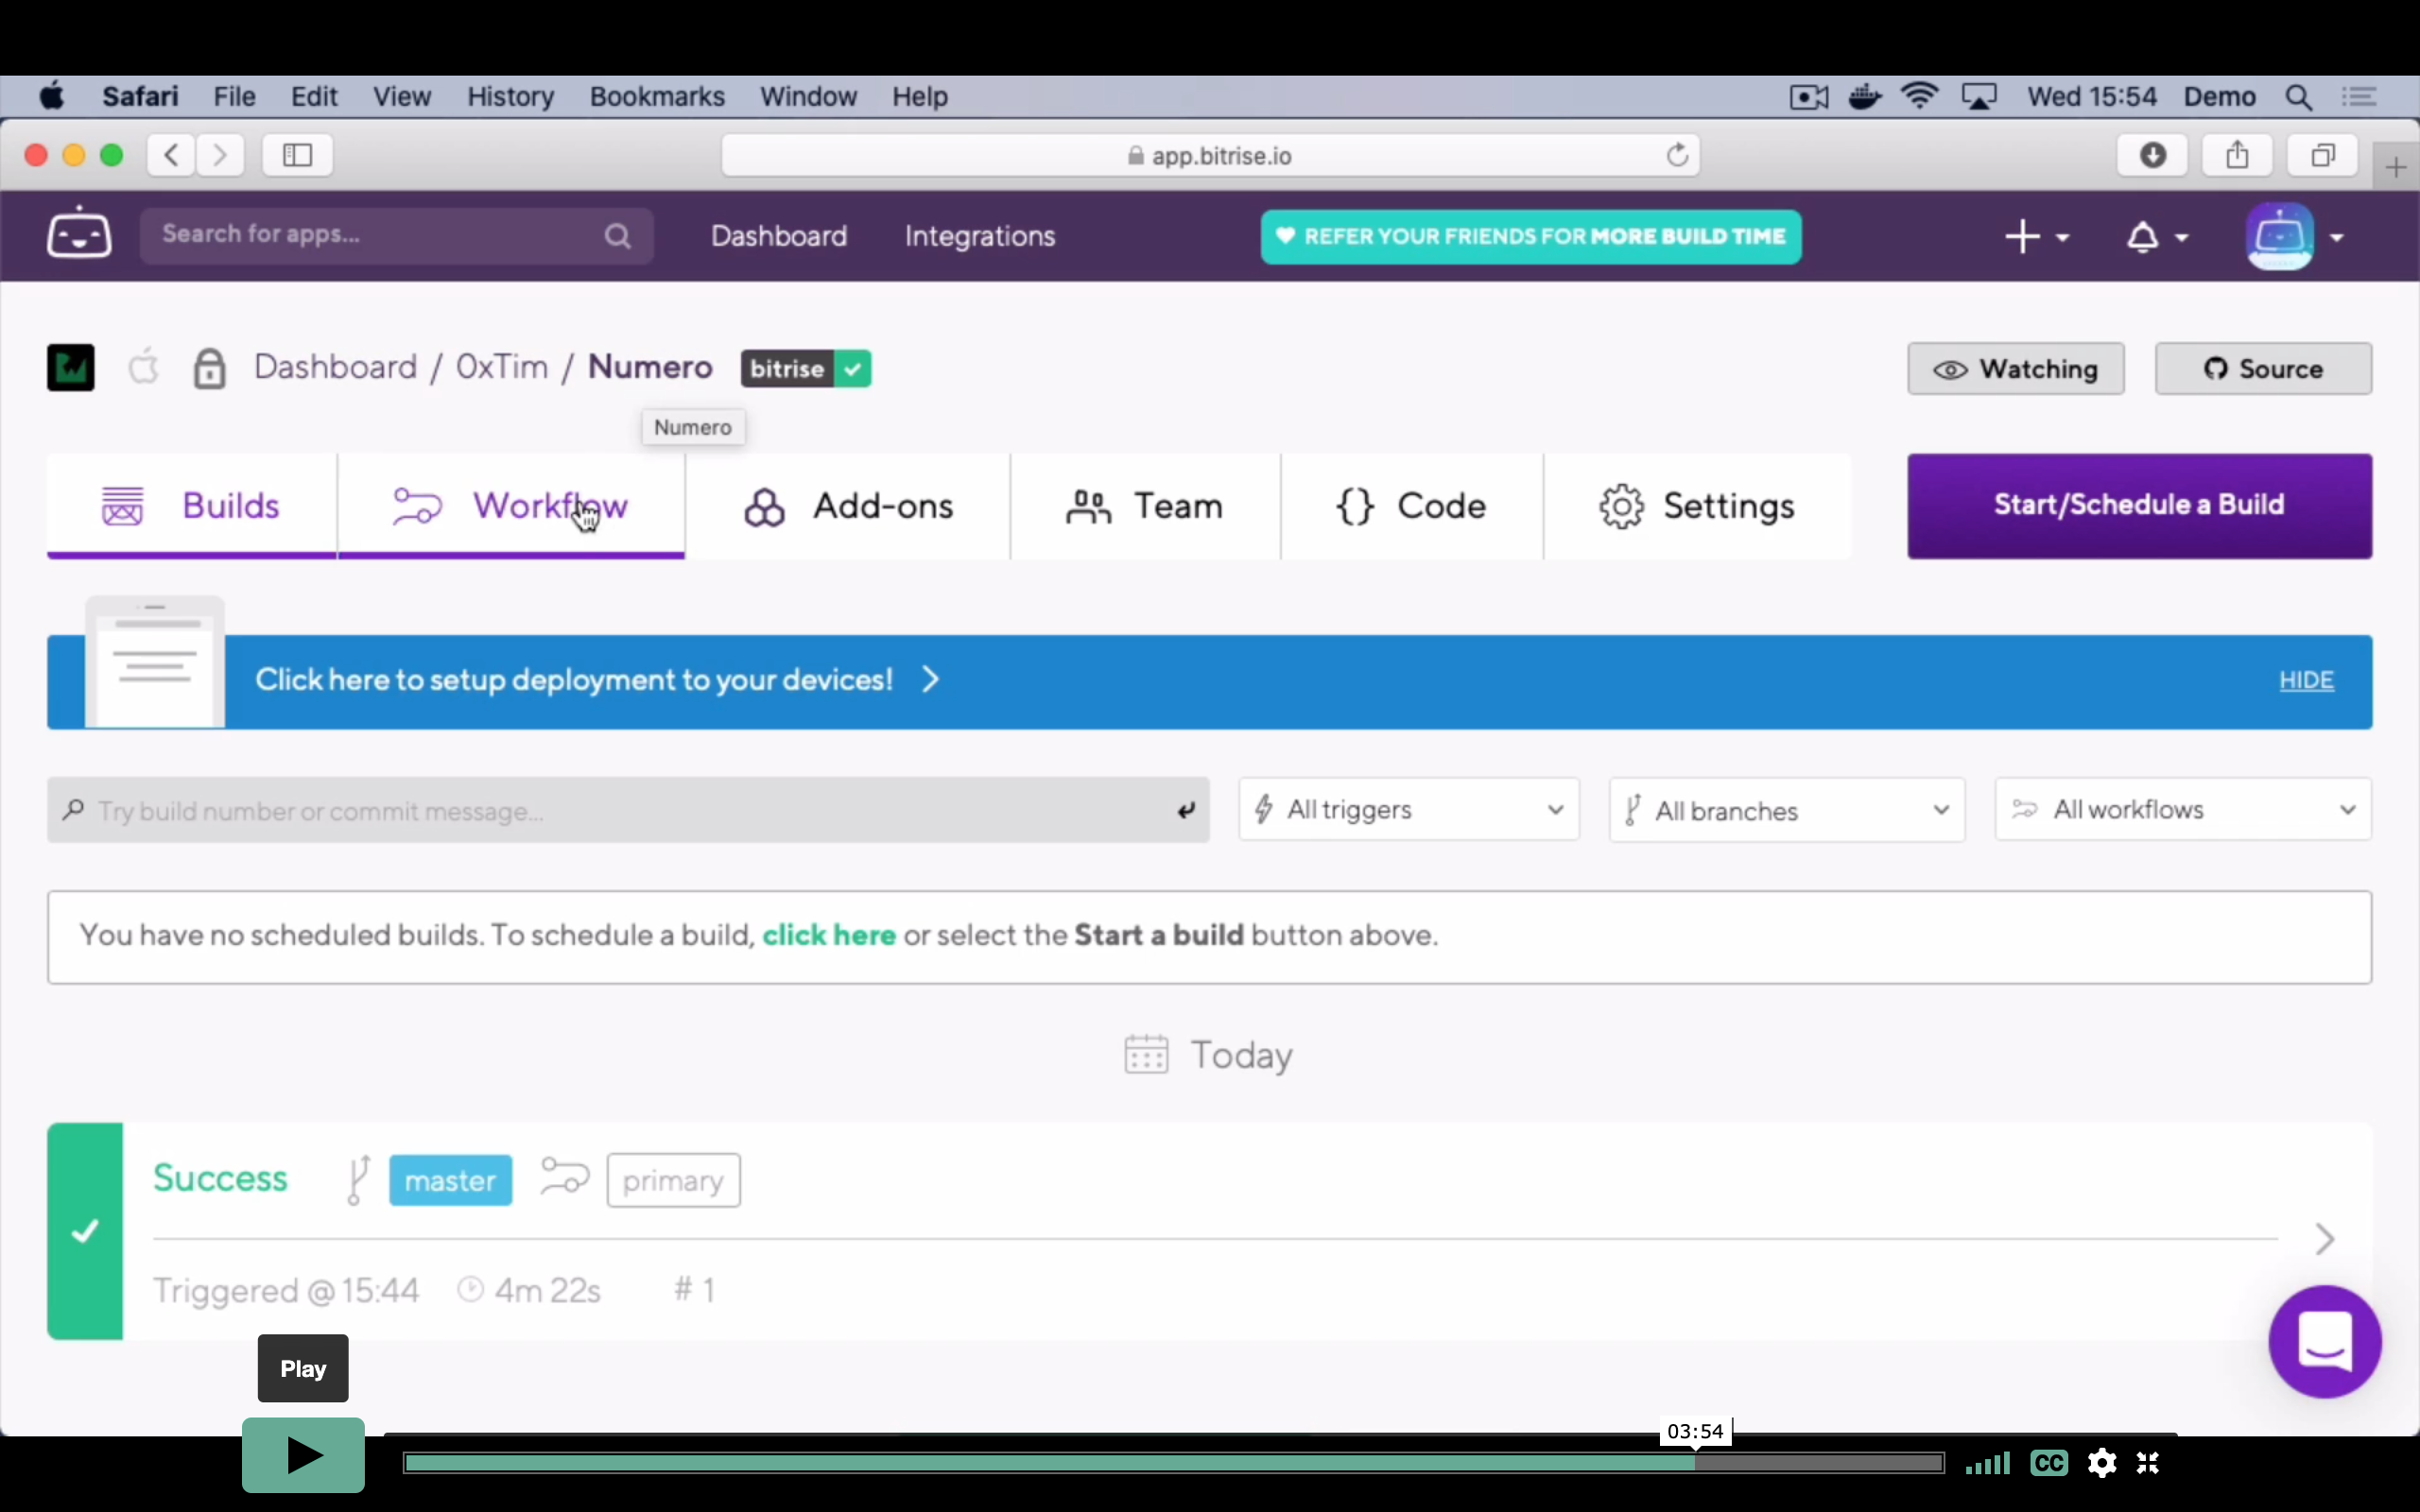 Safari File Edit View History Bookmarks Window Help Wed 15:54 Demo
app.bitrise.io
Search for apps... Dashboard Integrations REFER YOUR FRIENDS FOR MORE BUILD TIME
Dashboard / 0xTim / Numero bitrise Watching Source
Numero
Builds Workflow Add-ons Team {} Code Settings Start/Schedule a Build
Click here to setup deployment to your devices! HIDE
Try build number or commit message... All triggers All branches All workflows
You have no scheduled builds. To schedule a build, click here or select the Start a build button above.
Today
Success master primary
Triggered @ 15:44 4m 22s # 1
Play
03:54
CC